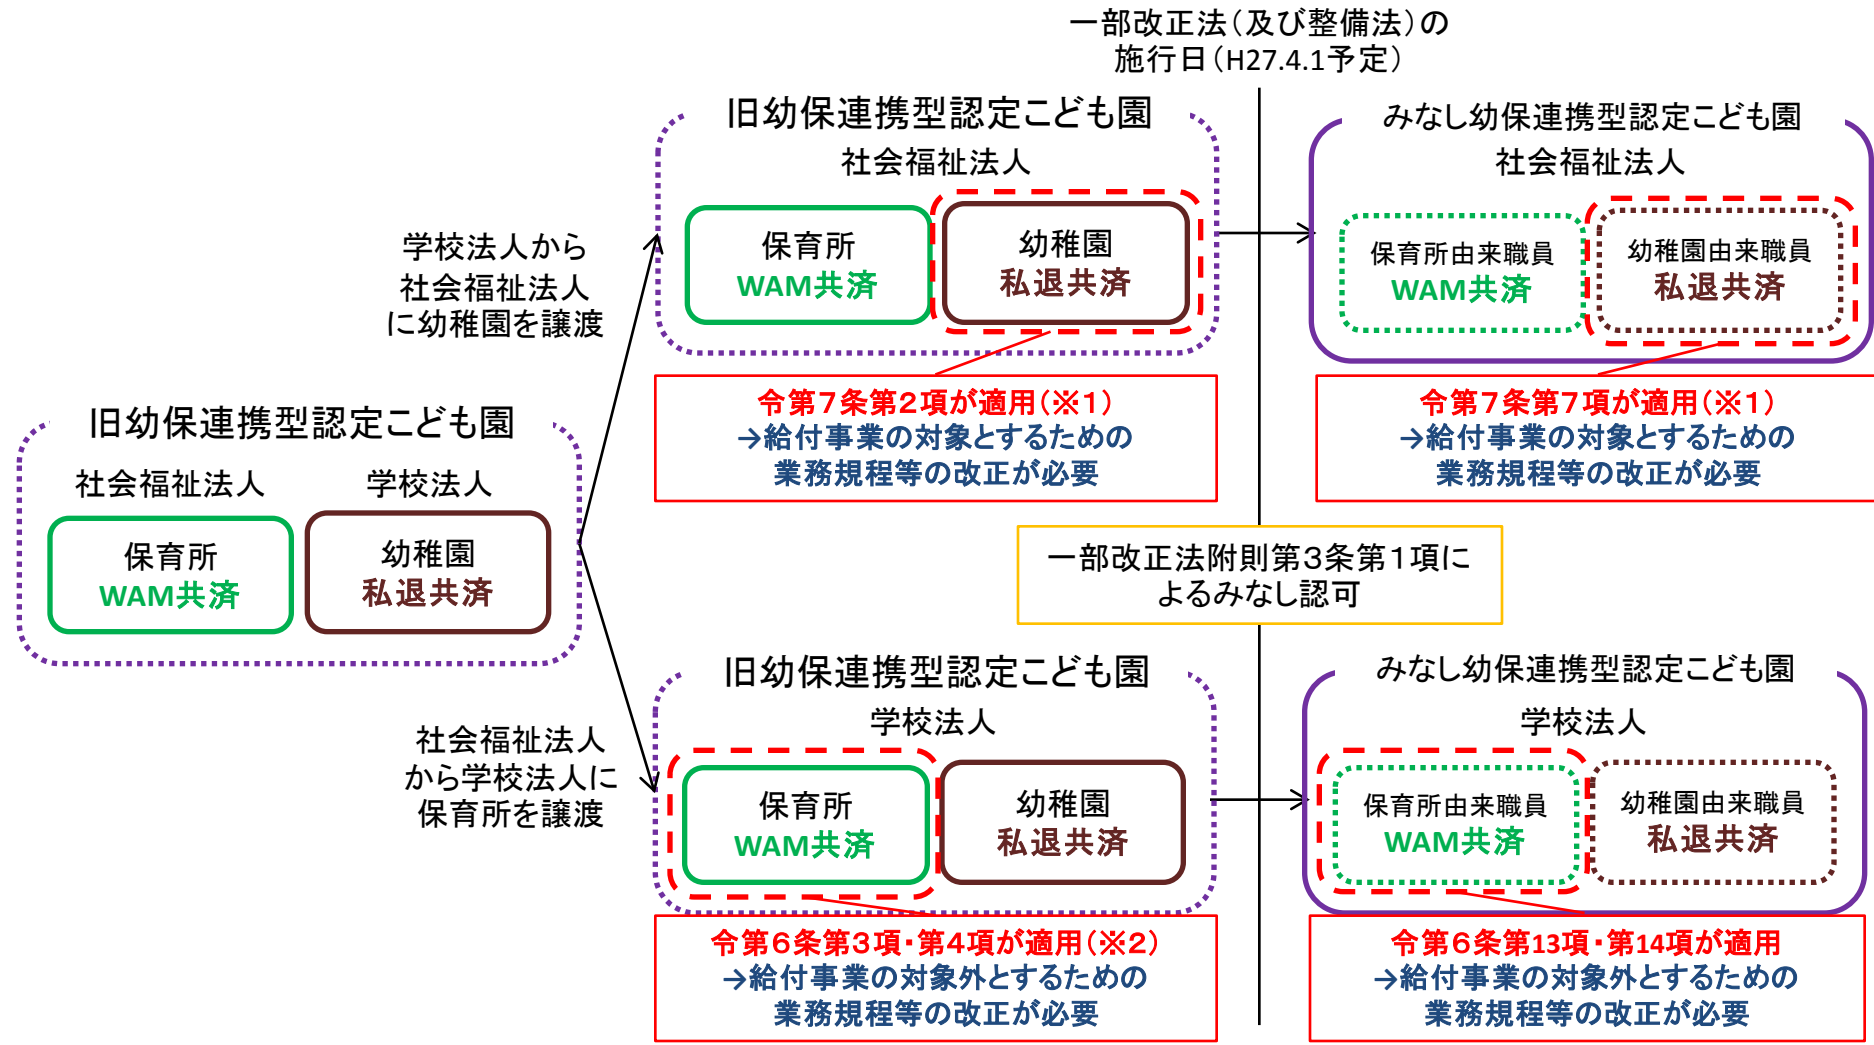 一部改正法(及び整備法)の
施行日(H27.4.1予定)
旧幼保連携型認定こども園
社会福祉法人
保育所
WAM共済
幼稚園
私退共済
みなし幼保連携型認定こども園
社会福祉法人
保育所由来職員
WAM共済
幼稚園由来職員
私退共済
学校法人から
社会福祉法人
に幼稚園を譲渡
令第7条第2項が適用(※1)
→給付事業の対象とするための
業務規程等の改正が必要
令第7条第7項が適用(※1)
→給付事業の対象とするための
業務規程等の改正が必要
旧幼保連携型認定こども園
社会福祉法人
学校法人
保育所
WAM共済
幼稚園
私退共済
一部改正法附則第3条第1項に
よるみなし認可
旧幼保連携型認定こども園
学校法人
保育所
WAM共済
幼稚園
私退共済
みなし幼保連携型認定こども園
学校法人
保育所由来職員
WAM共済
幼稚園由来職員
私退共済
社会福祉法人
から学校法人に
保育所を譲渡
令第6条第3項・第4項が適用(※2)
→給付事業の対象外とするための
業務規程等の改正が必要
令第6条第13項・第14項が適用
→給付事業の対象外とするための
業務規程等の改正が必要